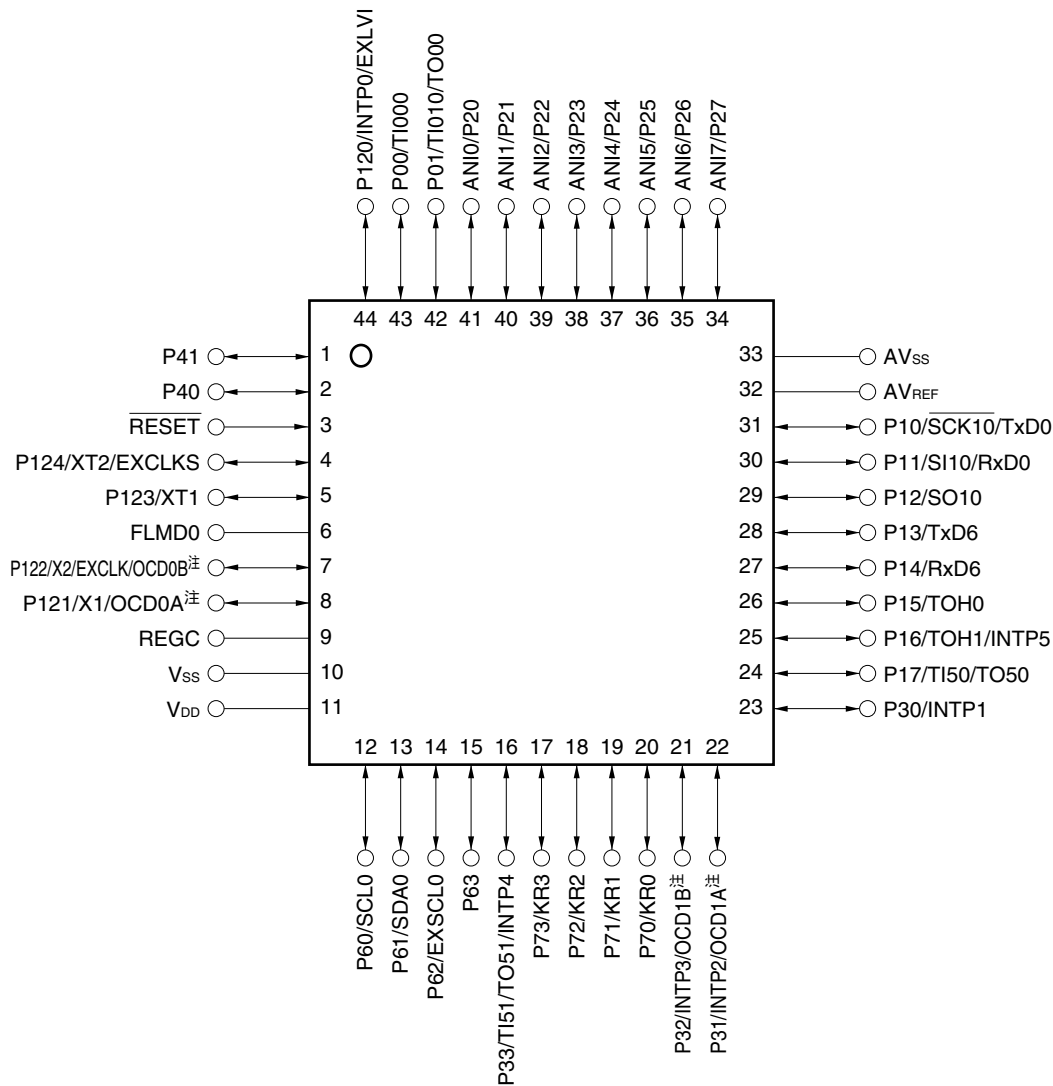 P120/INTP0/EXLVI
P00/TI000
P01/TI010/TO00
ANI0/P20
ANI1/P21
ANI2/P22
ANI3/P23
ANI4/P24
ANI5/P25
ANI6/P26
ANI7/P27
44 43 42 41 40 39 38 37 36 35 34
P41 1
P40 2
RESET 3
P124/XT2/EXCLKS 4
P123/XT1 5
FLMD0 6
P122/X2/EXCLK/OCD0B注 7
P121/X1/OCD0A注 8
REGC 9
VSS 10
VDD 11
33 AVSS
32 AVREF
31 P10/SCK10/TxD0
30 P11/SI10/RxD0
29 P12/SO10
28 P13/TxD6
27 P14/RxD6
26 P15/TOH0
25 P16/TOH1/INTP5
24 P17/TI50/TO50
23 P30/INTP1
12 13 14 15 16 17 18 19 20 21 22
P60/SCL0
P61/SDA0
P62/EXSCL0
P63
P33/TI51/TO51/INTP4
P73/KR3
P72/KR2
P71/KR1
P70/KR0
P32/INTP3/OCD1B注
P31/INTP2/OCD1A注